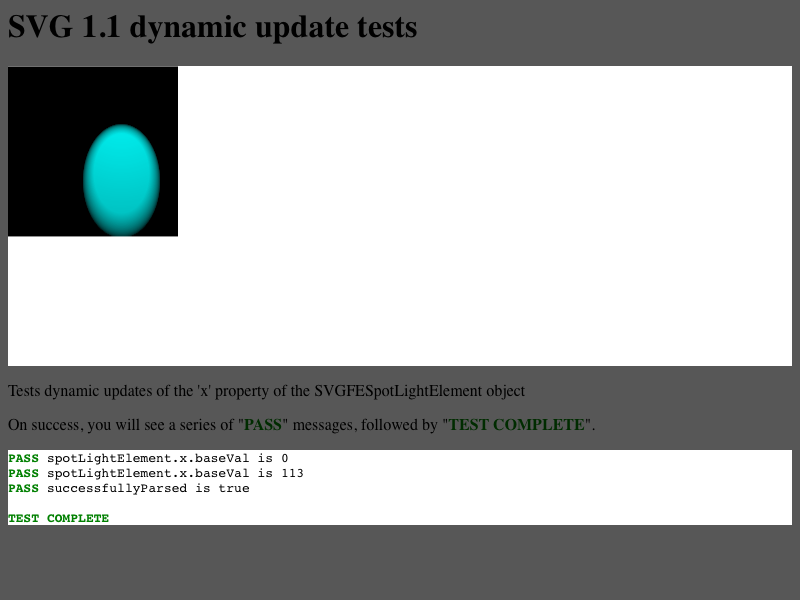 SVG 1.1 dynamic update tests
Tests dynamic updates of the 'x' property of the SVGFESpotLightElement object
On success, you will see a series of "PASS" messages, followed by "TEST COMPLETE".
PASS spotLightElement.x.baseVal is 0
PASS spotLightElement.x.baseVal is 113
PASS successfullyParsed is true
TEST COMPLETE